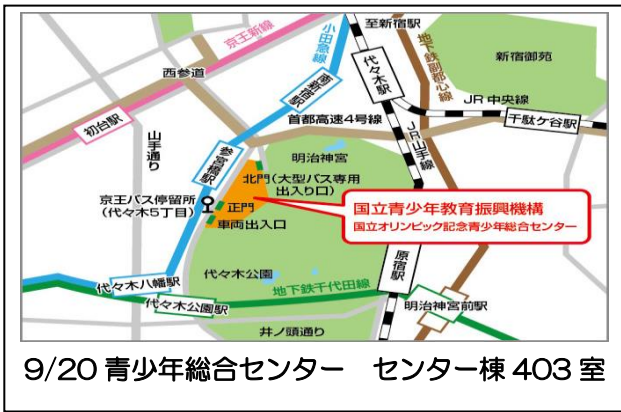 京王新線
小田急線
至新宿駅
地下鉄副都心線
新宿御苑
西参道
南新宿駅
代々木駅
JR中央線
千駄ケ谷駅
初台駅
山手通り
首都高速4号線
JR山手線
参宮橋駅
明治神宮
北門(大型バス専用
出入り口)
京王バス停留所
(代々木5丁目)
正門
車両出入口
国立青少年教育振興機構
国立オリンピック記念青少年総合センター
原宿駅
代々木公園
代々木八幡駅
代々木公園駅
地下鉄千代田線
明治神宮前駅
井ノ頭通り
9/20 青少年総合センター センター棟 403 室